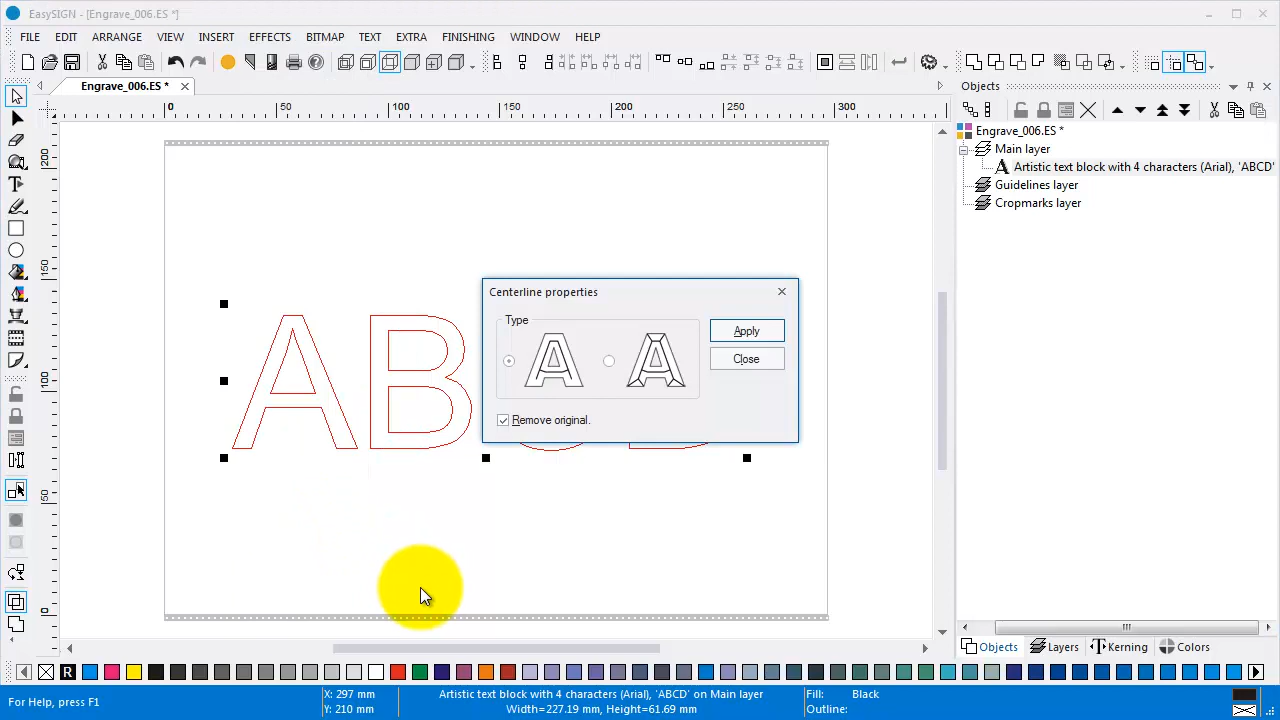 EasySIGN - [Engrave_006.ES *]
FILE EDIT ARRANGE VIEW INSERT EFFECTS BITMAP TEXT EXTRA FINISHING WINDOW HELP
Engrave_006.ES *
0 50 100 150 200 250 300
200
150
100
50
0
ABCD
Centerline properties
Type
Apply
Close
Remove original.
Objects
Engrave_006.ES *
Main layer
Artistic text block with 4 characters (Arial), 'ABCD'
Guidelines layer
Cropmarks layer
Objects Layers Kerning Colors
R
For Help, press F1
X: 297 mm
Y: 210 mm
Artistic text block with 4 characters (Arial), 'ABCD' on Main layer
Width=227.19 mm, Height=61.69 mm
Fill: Black
Outline: